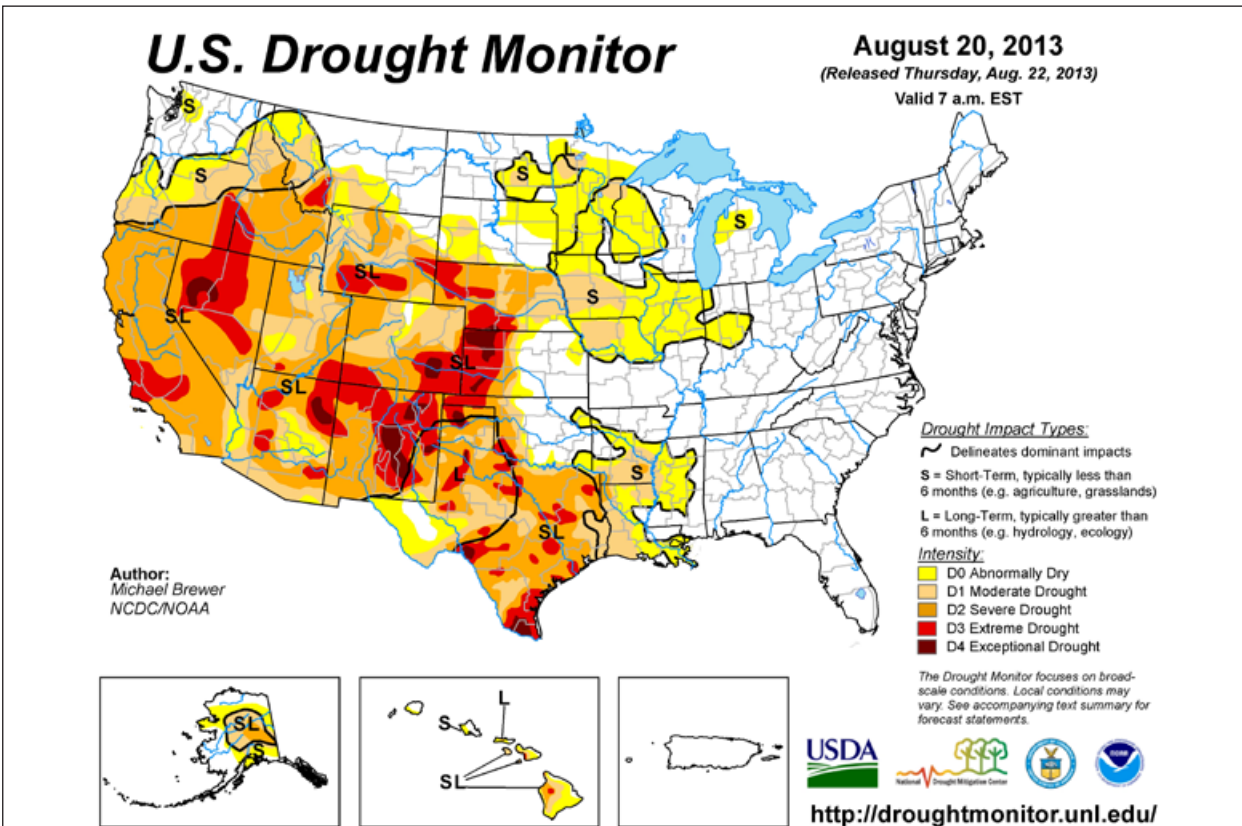 U.S. Drought Monitor
August 20, 2013
(Released Thursday, Aug. 22, 2013)
Valid 7 a.m. EST
S
S
S
L
S
SL
S
SL
SL
SL
S
L
SL
Drought Impact Types:
Delineates dominant impacts
S = Short-Term, typically less than
6 months (e.g. agriculture, grasslands)
L = Long-Term, typically greater than
6 months (e.g. hydrology, ecology)
Intensity:
D0 Abnormally Dry
D1 Moderate Drought
D2 Severe Drought
D3 Extreme Drought
D4 Exceptional Drought
Author:
Michael Brewer
NCDC/NOAA
The Drought Monitor focuses on broad-
scale conditions. Local conditions may
vary. See accompanying text summary for
forecast statements.
SL
S
L
S
SL
USDA
National Drought Mitigation Center
http://droughtmonitor.unl.edu/